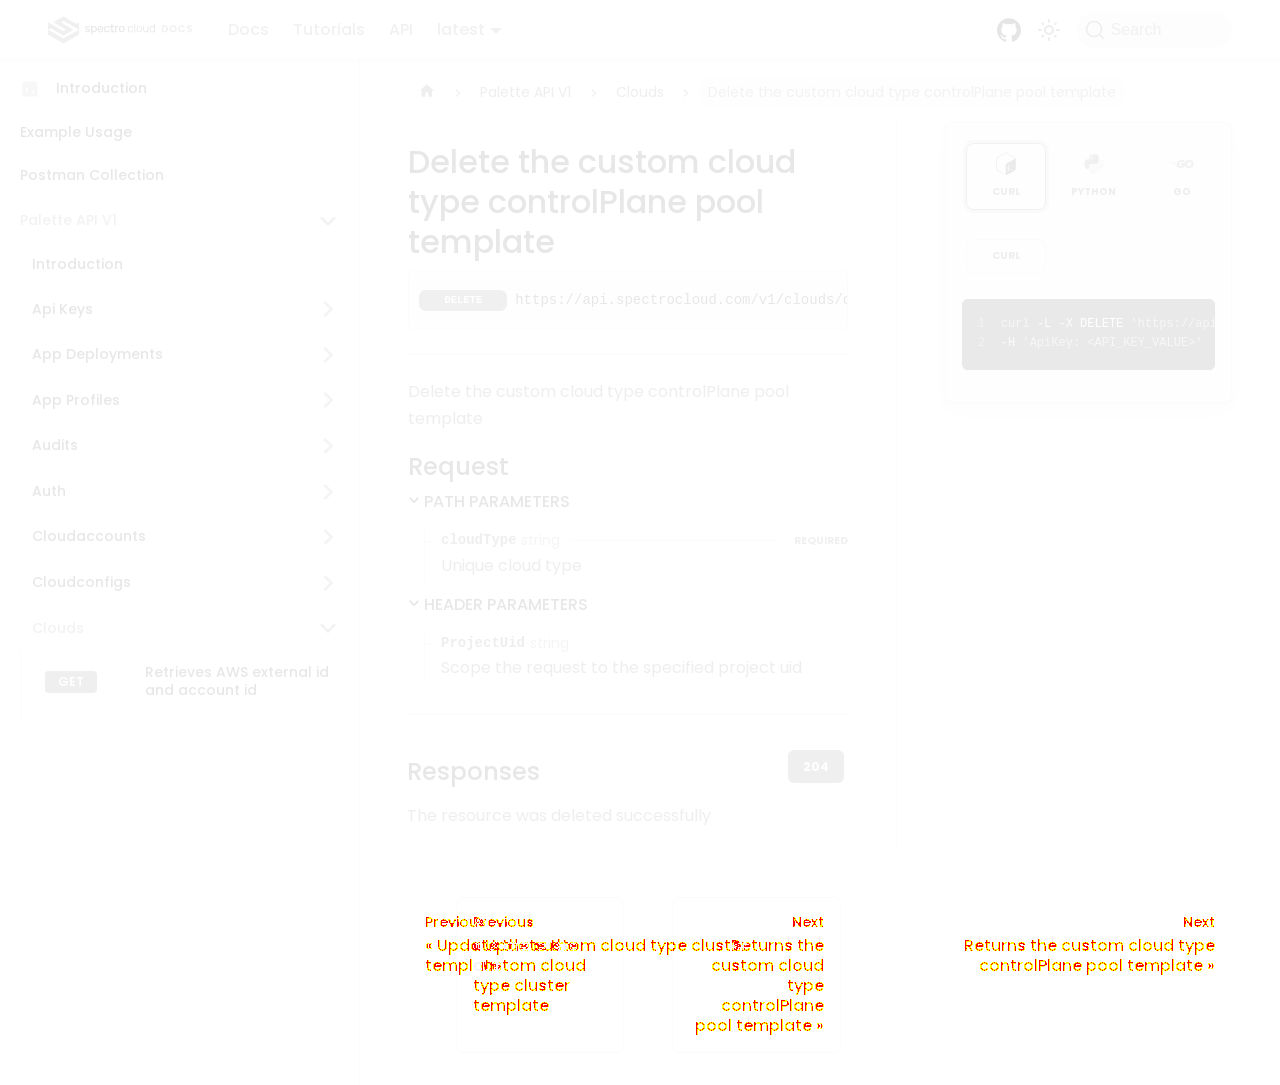 spectro cloud DOCS
Docs
Tutorials
API
latest
Search
Introduction
Example Usage
Postman Collection
Palette API V1
Introduction
Api Keys
App Deployments
App Profiles
Audits
Auth
Cloudaccounts
Cloudconfigs
Clouds
GET
Retrieves AWS external id
and account id
Palette API V1
Clouds
Delete the custom cloud type controlPlane pool template
Delete the custom cloud
type controlPlane pool
template
DELETE
https://api.spectrocloud.com/v1/clouds/
Delete the custom cloud type controlPlane pool
template
Request
PATH PARAMETERS
cloudType string
REQUIRED
Unique cloud type
HEADER PARAMETERS
ProjectUid string
Scope the request to the specified project uid
Responses
204
The resource was deleted successfully
CURL
PYTHON
GO
CURL
1 curl -L -X DELETE 'https://api
2 -H 'ApiKey: <API_KEY_VALUE>'
Previous
Previous
custom cloud
type cluster
template
Next
Returns the
custom cloud
type
controlPlane
pool template »
Next
Returns the custom cloud type
controlPlane pool template »